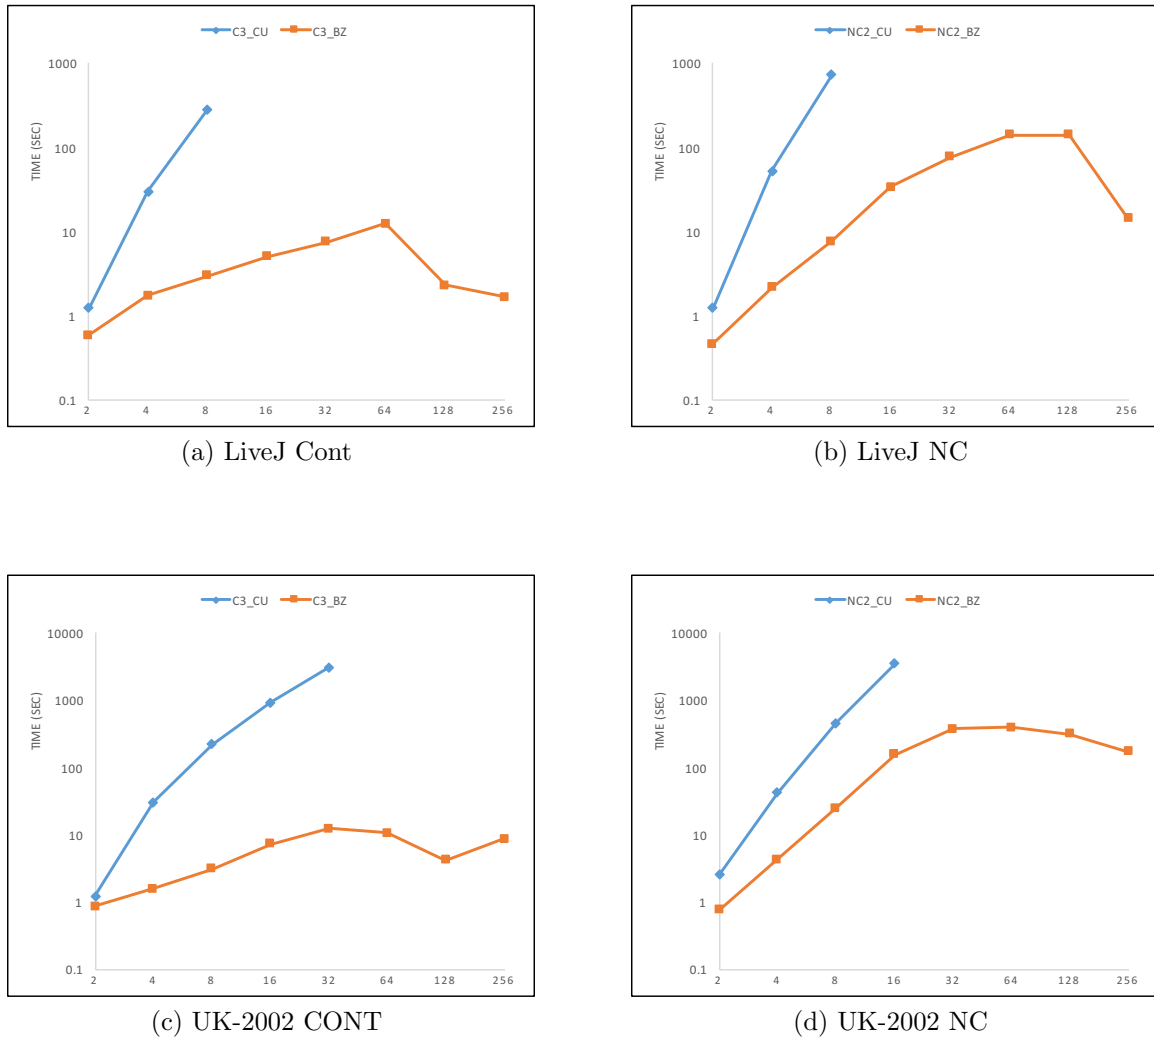 C3_CU C3_BZ
TIME (SEC)
1000
100
10
1
0.1
2 4 8 16 32 64 128 256
(a) LiveJ Cont
NC2_CU NC2_BZ
TIME (SEC)
1000
100
10
1
0.1
2 4 8 16 32 64 128 256
(b) LiveJ NC
C3_CU C3_BZ
TIME (SEC)
10000
1000
100
10
1
0.1
2 4 8 16 32 64 128 256
(c) UK-2002 CONT
NC2_CU NC2_BZ
TIME (SEC)
10000
1000
100
10
1
0.1
2 4 8 16 32 64 128 256
(d) UK-2002 NC